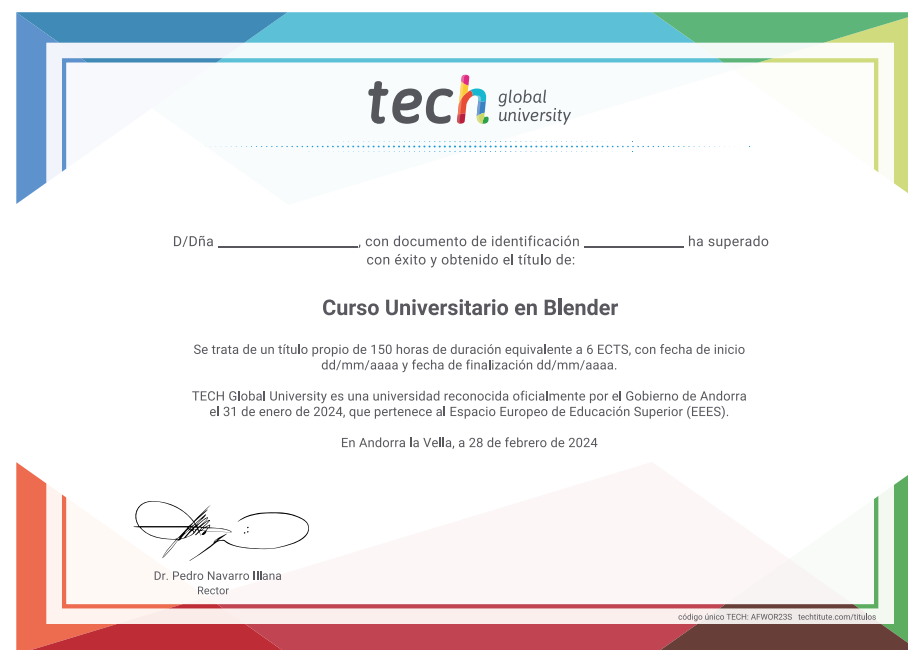 tech global
university
D/Dña ____________________, con documento de identificación ______________ ha superado
con éxito y obtenido el título de:
Curso Universitario en Blender
Se trata de un título propio de 150 horas de duración equivalente a 6 ECTS, con fecha de inicio
dd/mm/aaaa y fecha de finalización dd/mm/aaaa.
TECH Global University es una universidad reconocida oficialmente por el Gobierno de Andorra
el 31 de enero de 2024, que pertenece al Espacio Europeo de Educación Superior (EEES).
En Andorra la Vella, a 28 de febrero de 2024
Dr. Pedro Navarro Illana
Rector
código único TECH: AFWOR23S techtitute.com/titulos